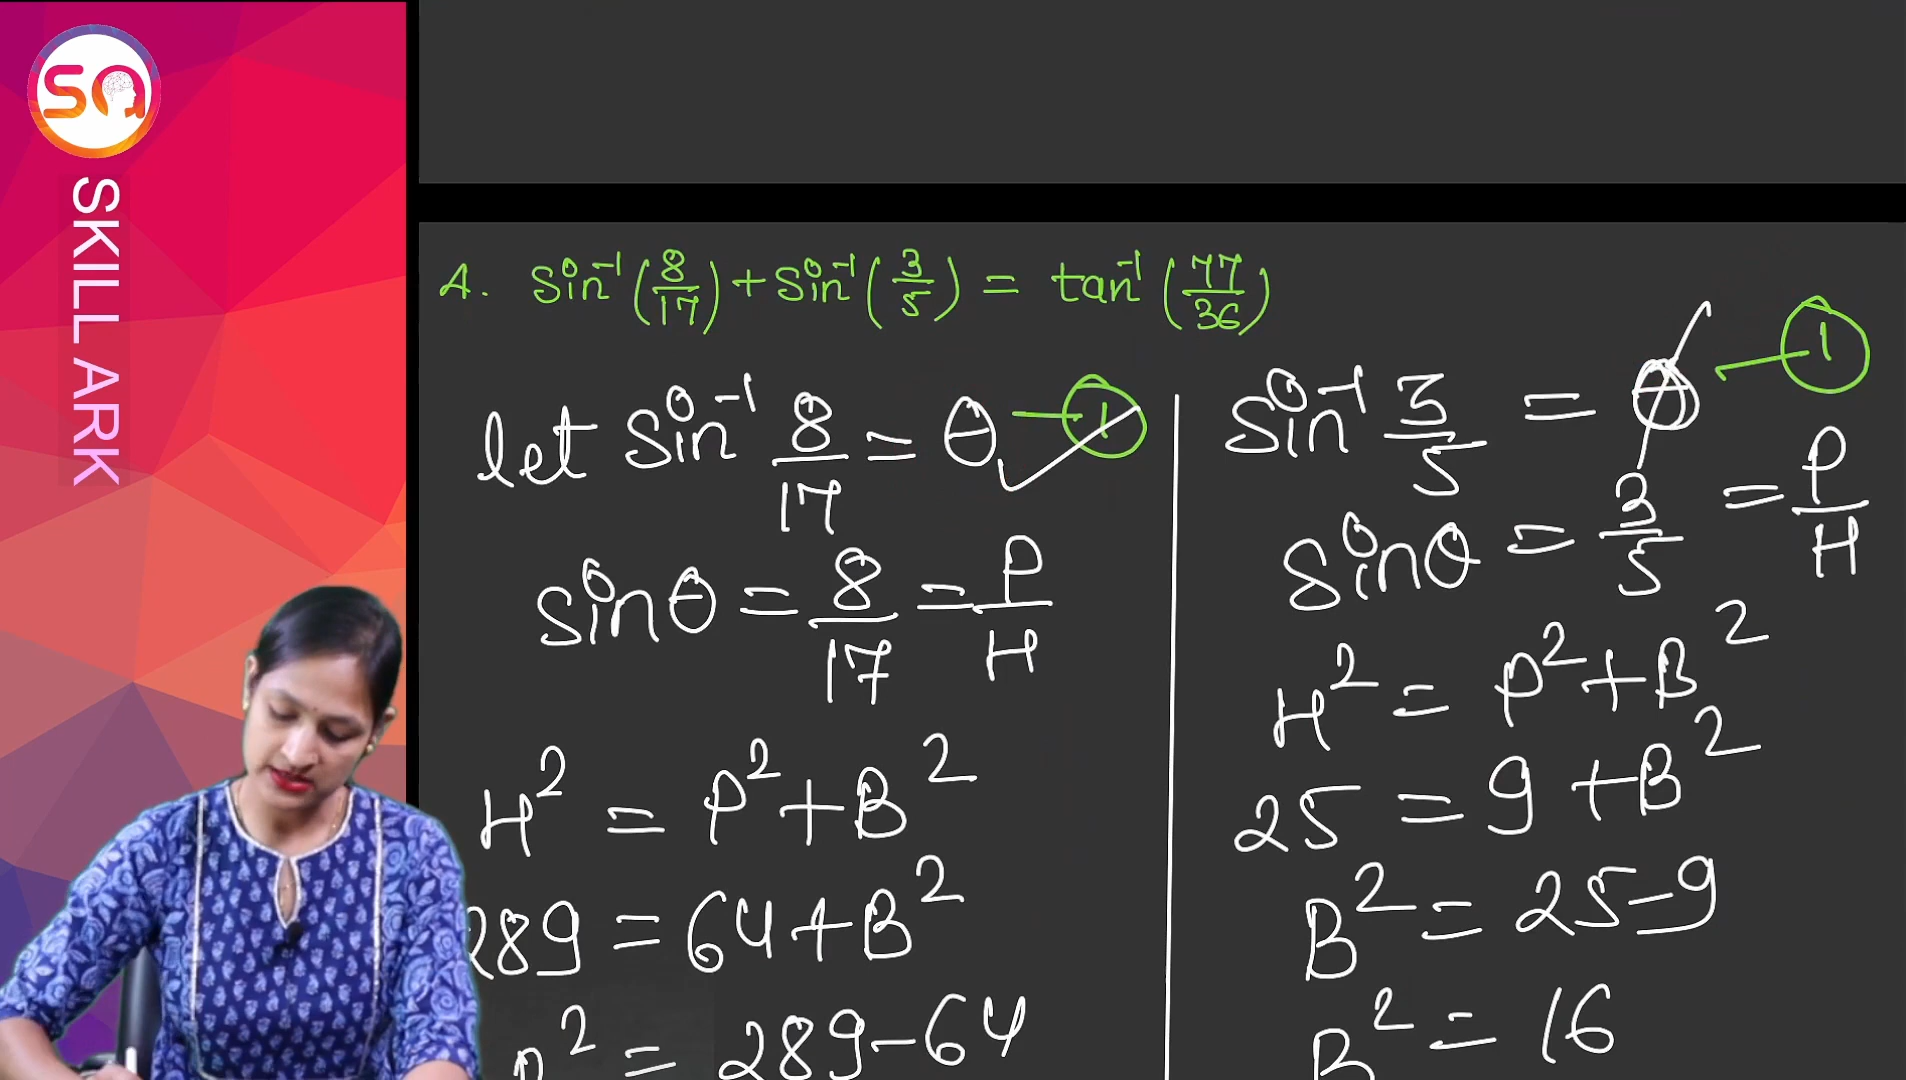 SA
SKILL ARK
A. sin⁻¹(8/17) + sin⁻¹(3/5) = tan⁻¹(77/36)
let sin⁻¹ 8/17 = θ — 1
sinθ = 8/17 = P/H
H² = P² + B²
289 = 64 + B²
B² = 289 - 64
sin⁻¹ 3/5 = θ — 1
sinθ = 3/5 = P/H
H² = P² + B²
25 = 9 + B²
B² = 25 - 9
B² = 16